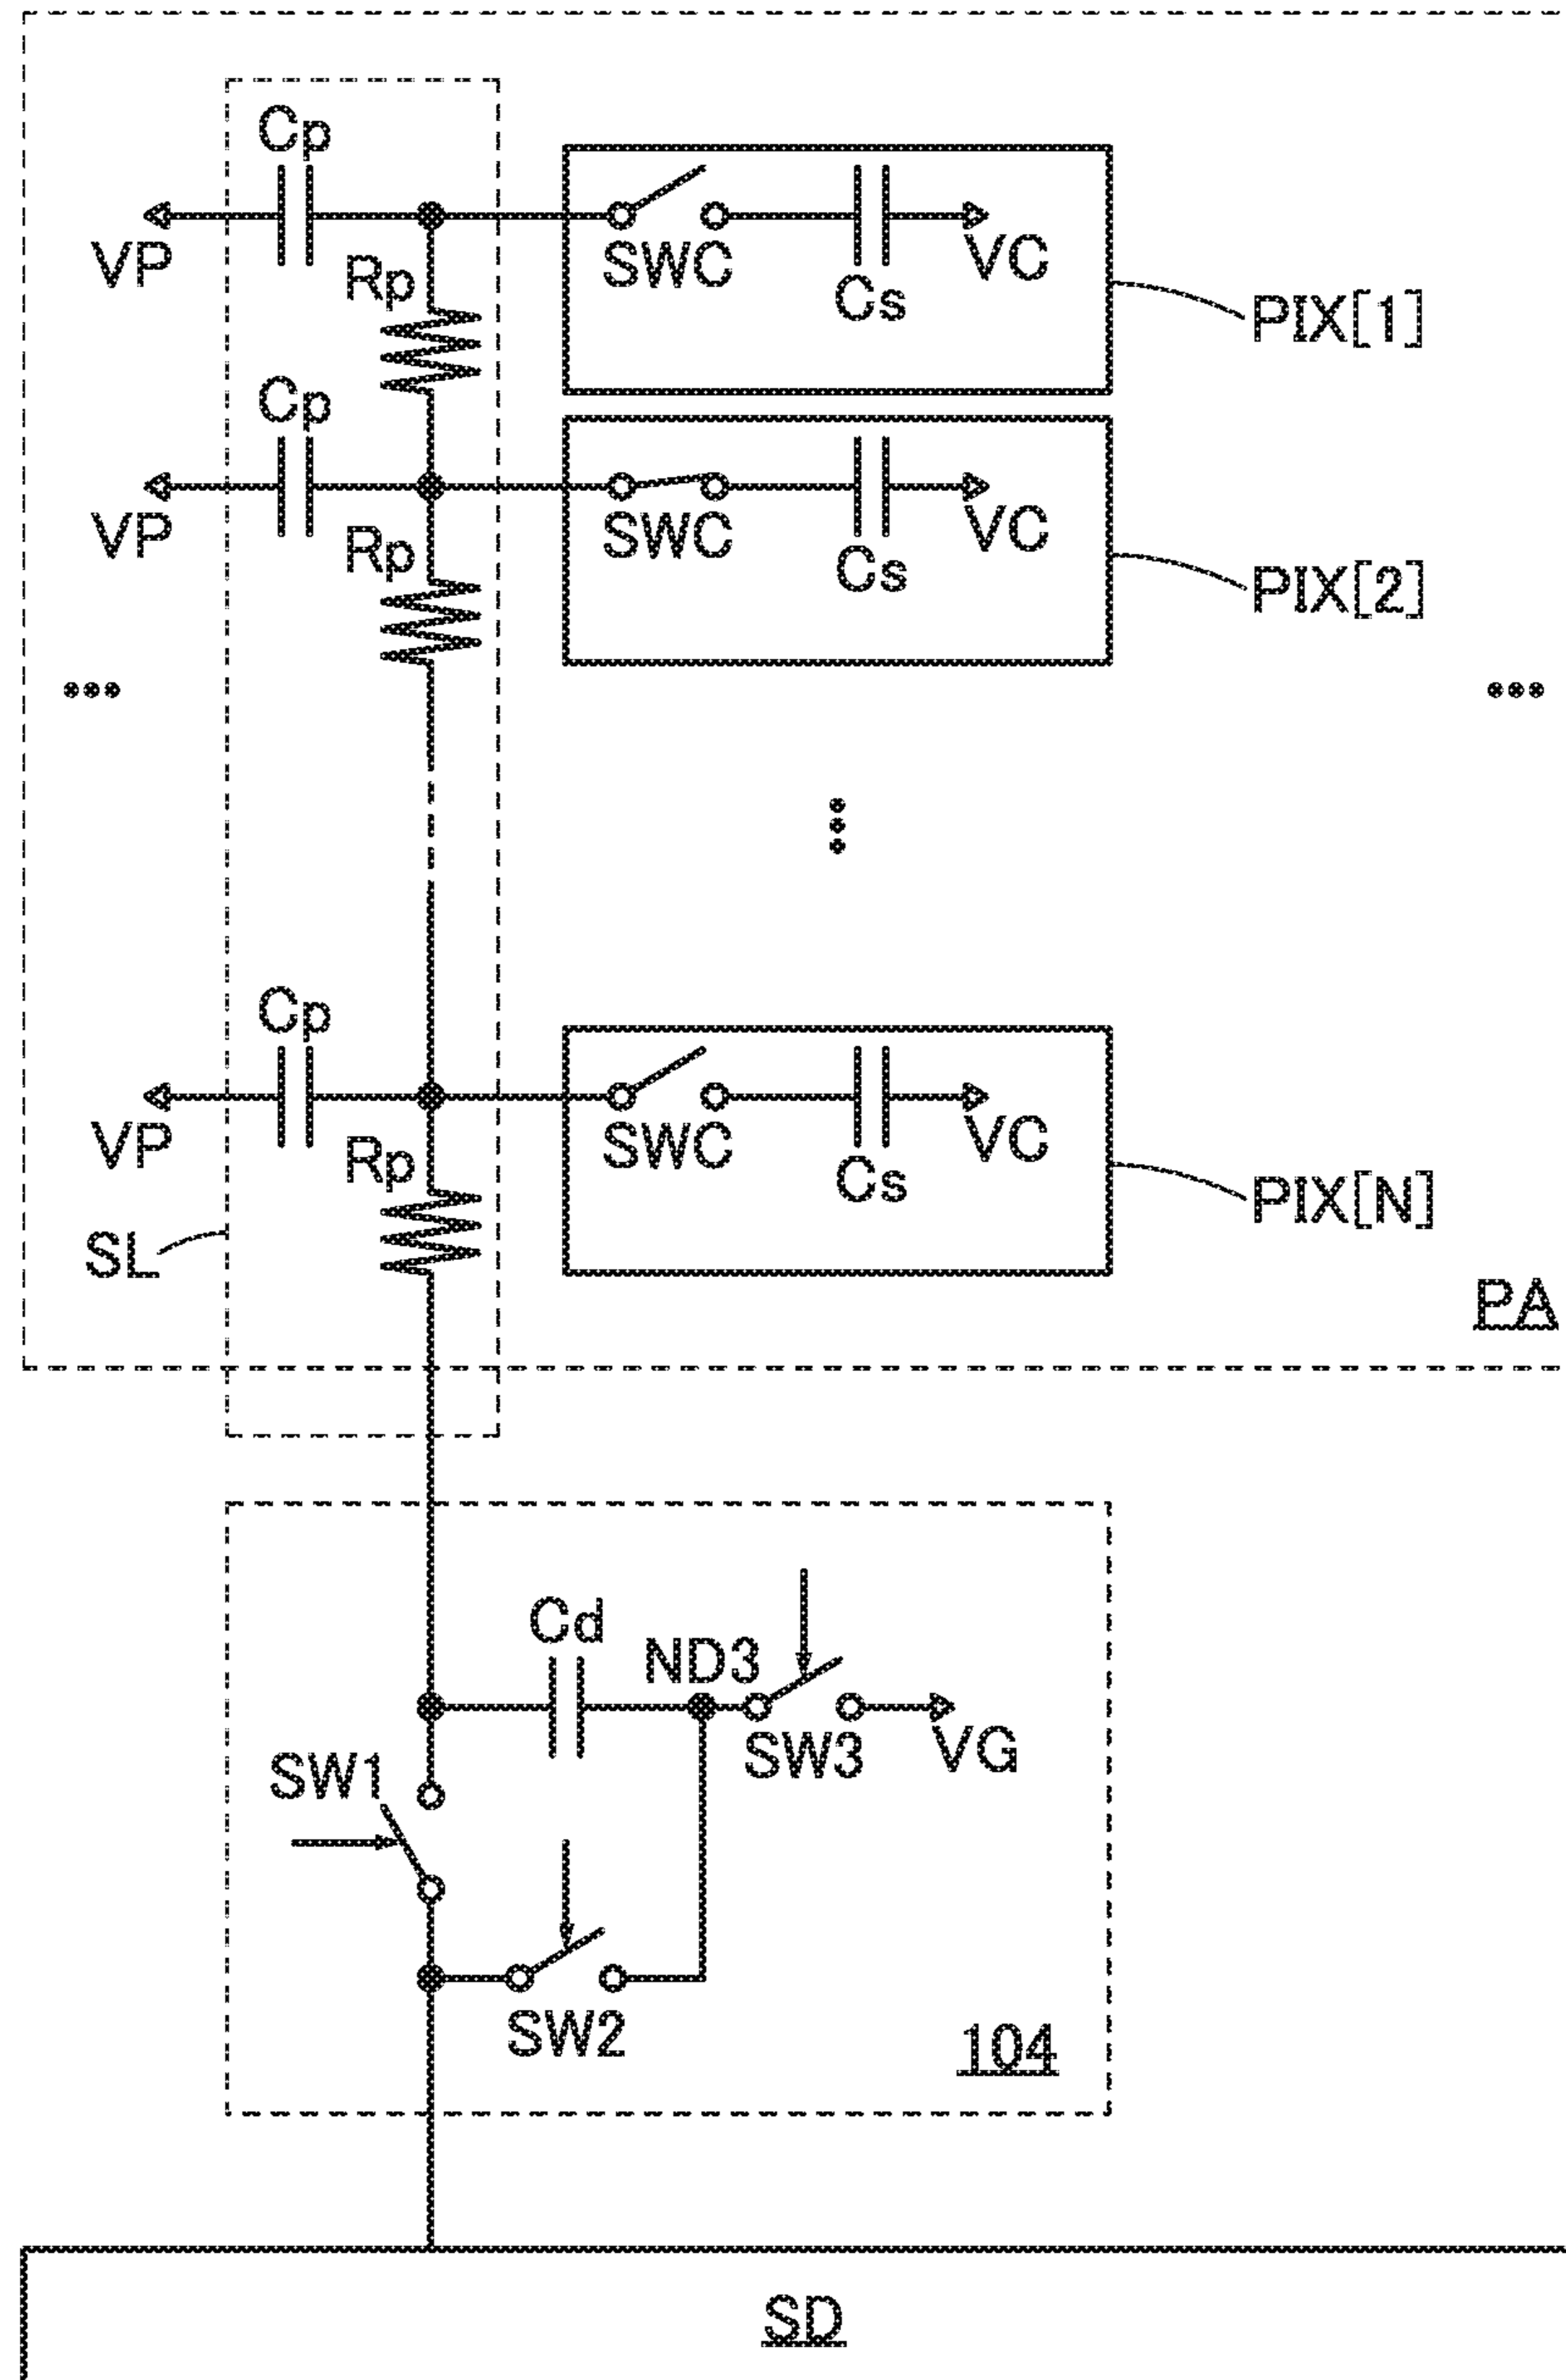 Cp
VP
Rp
SWC
Cs
VC
PIX[1]
Cp
VP
Rp
SWC
Cs
VC
PIX[2]
Cp
VP
Rp
SWC
Cs
VC
PIX[N]
SL
PA
Cd
ND3
SW3
VG
SW1
SW2
104
SD